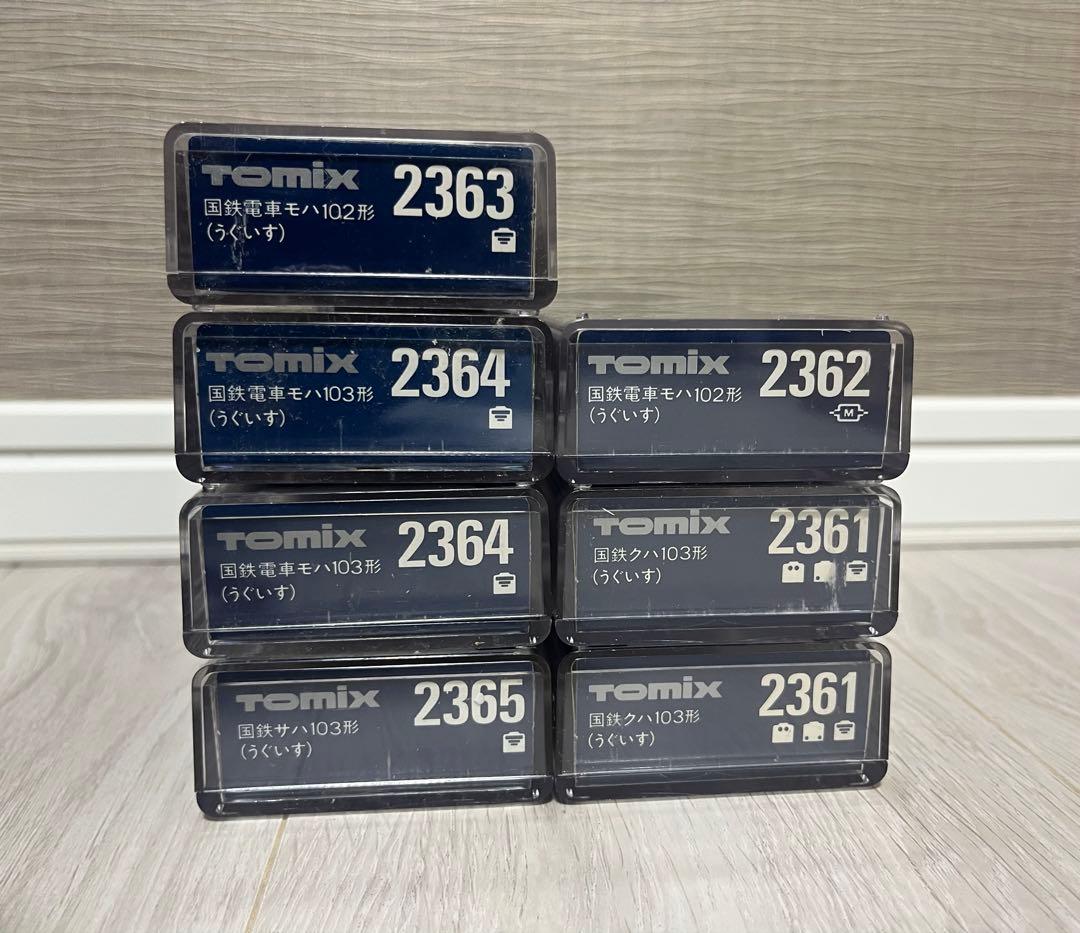 TOMIX 2363
国鉄電車モハ102形
(うぐいす)
TOMIX 2364
国鉄電車モハ103形
(うぐいす)
TOMIX 2364
国鉄電車モハ103形
(うぐいす)
TOMIX 2365
国鉄サハ103形
(うぐいす)
TOMIX 2362
国鉄電車モハ102形
(うぐいす)
M
TOMIX 2361
国鉄クハ103形
(うぐいす)
TOMIX 2361
国鉄クハ103形
(うぐいす)